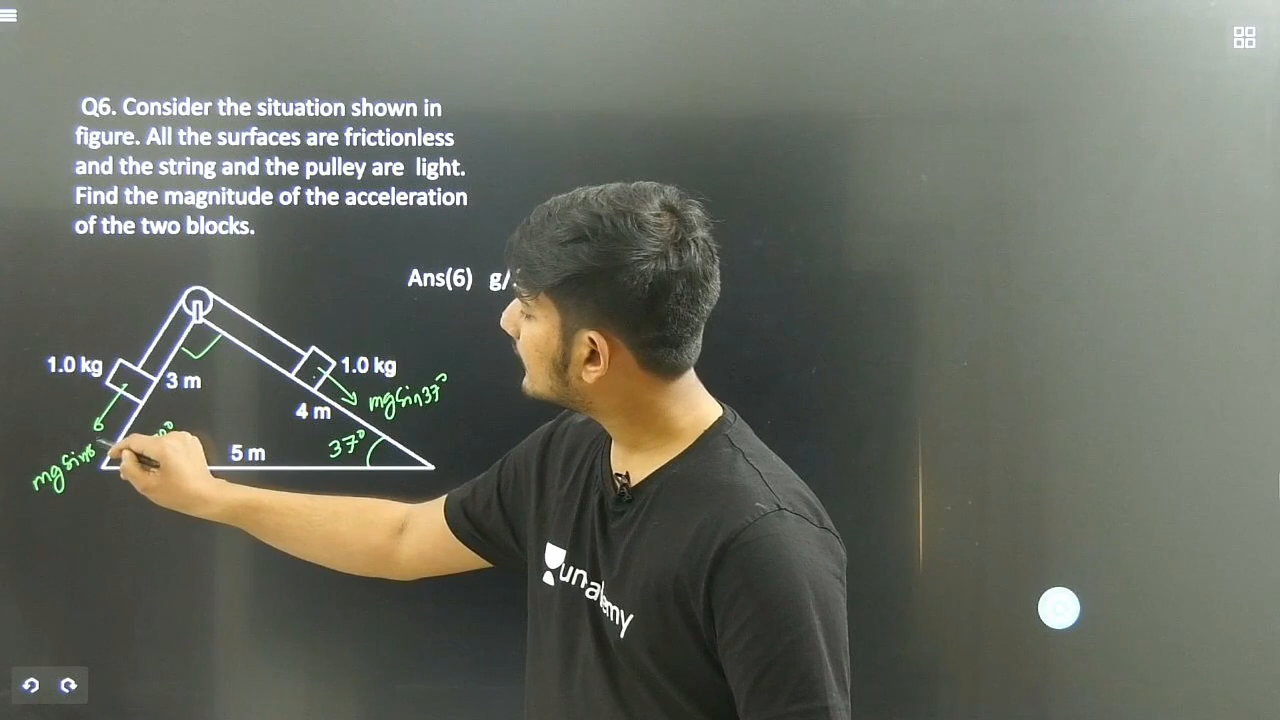 Q6. Consider the situation shown in
figure. All the surfaces are frictionless
and the string and the pulley are light.
Find the magnitude of the acceleration
of the two blocks.
Ans(6) g/
1.0 kg
1.0 kg
3 m
mgSin37°
4 m
37°
5 m
unacademy